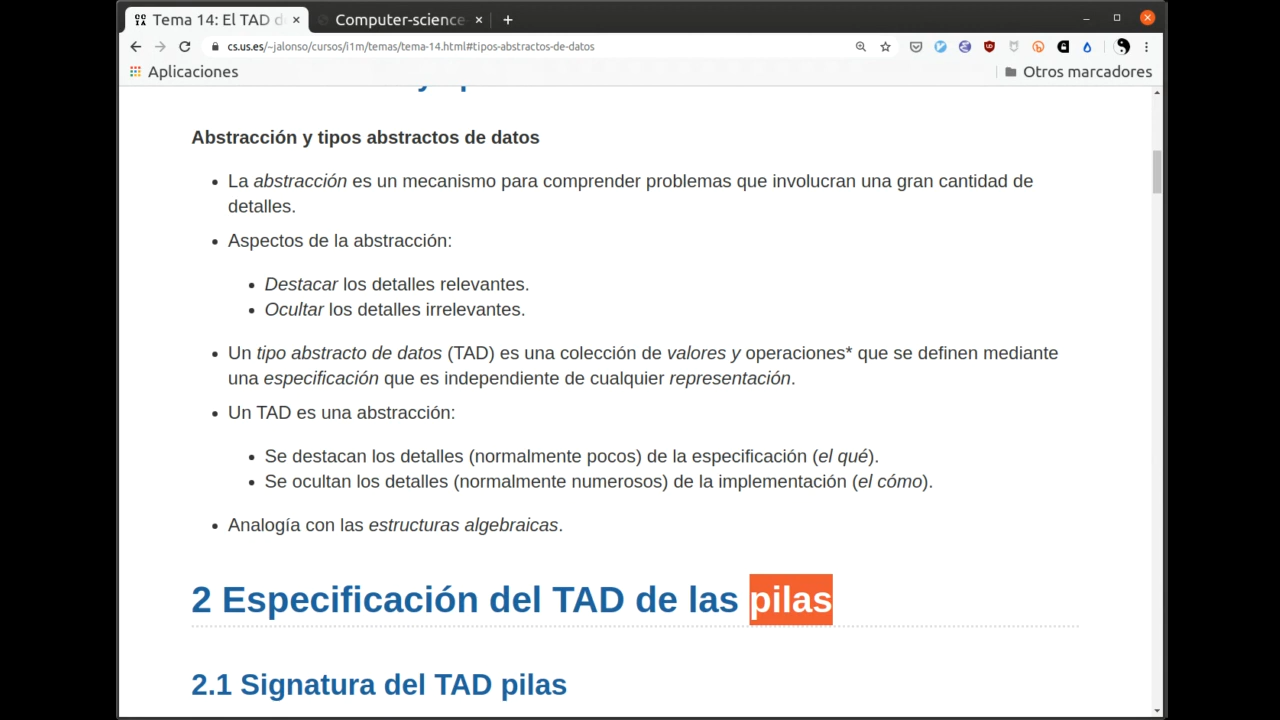 Tema 14: El TAD d
Computer-science-
cs.us.es/~jalonso/cursos/i1m/temas/tema-14.html#tipos-abstractos-de-datos
Aplicaciones
Otros marcadores
Abstracción y tipos abstractos de datos
La abstracción es un mecanismo para comprender problemas que involucran una gran cantidad de
detalles.
Aspectos de la abstracción:
Destacar los detalles relevantes.
Ocultar los detalles irrelevantes.
Un tipo abstracto de datos (TAD) es una colección de valores y operaciones* que se definen mediante
una especificación que es independiente de cualquier representación.
Un TAD es una abstracción:
Se destacan los detalles (normalmente pocos) de la especificación (el qué).
Se ocultan los detalles (normalmente numerosos) de la implementación (el cómo).
Analogía con las estructuras algebraicas.
2 Especificación del TAD de las pilas
2.1 Signatura del TAD pilas